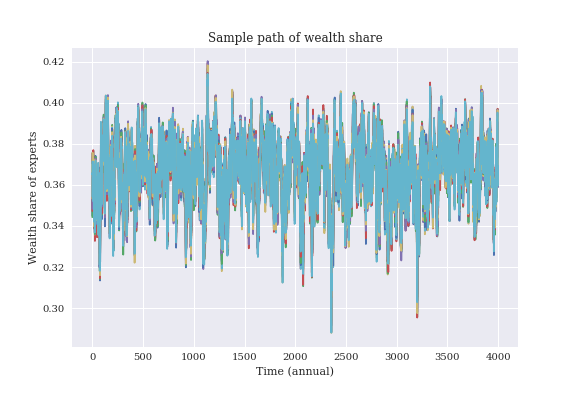 Sample path of wealth share
0.42
0.40
0.38
0.36
0.34
0.32
0.30
Wealth share of experts
0 500 1000 1500 2000 2500 3000 3500 4000
Time (annual)